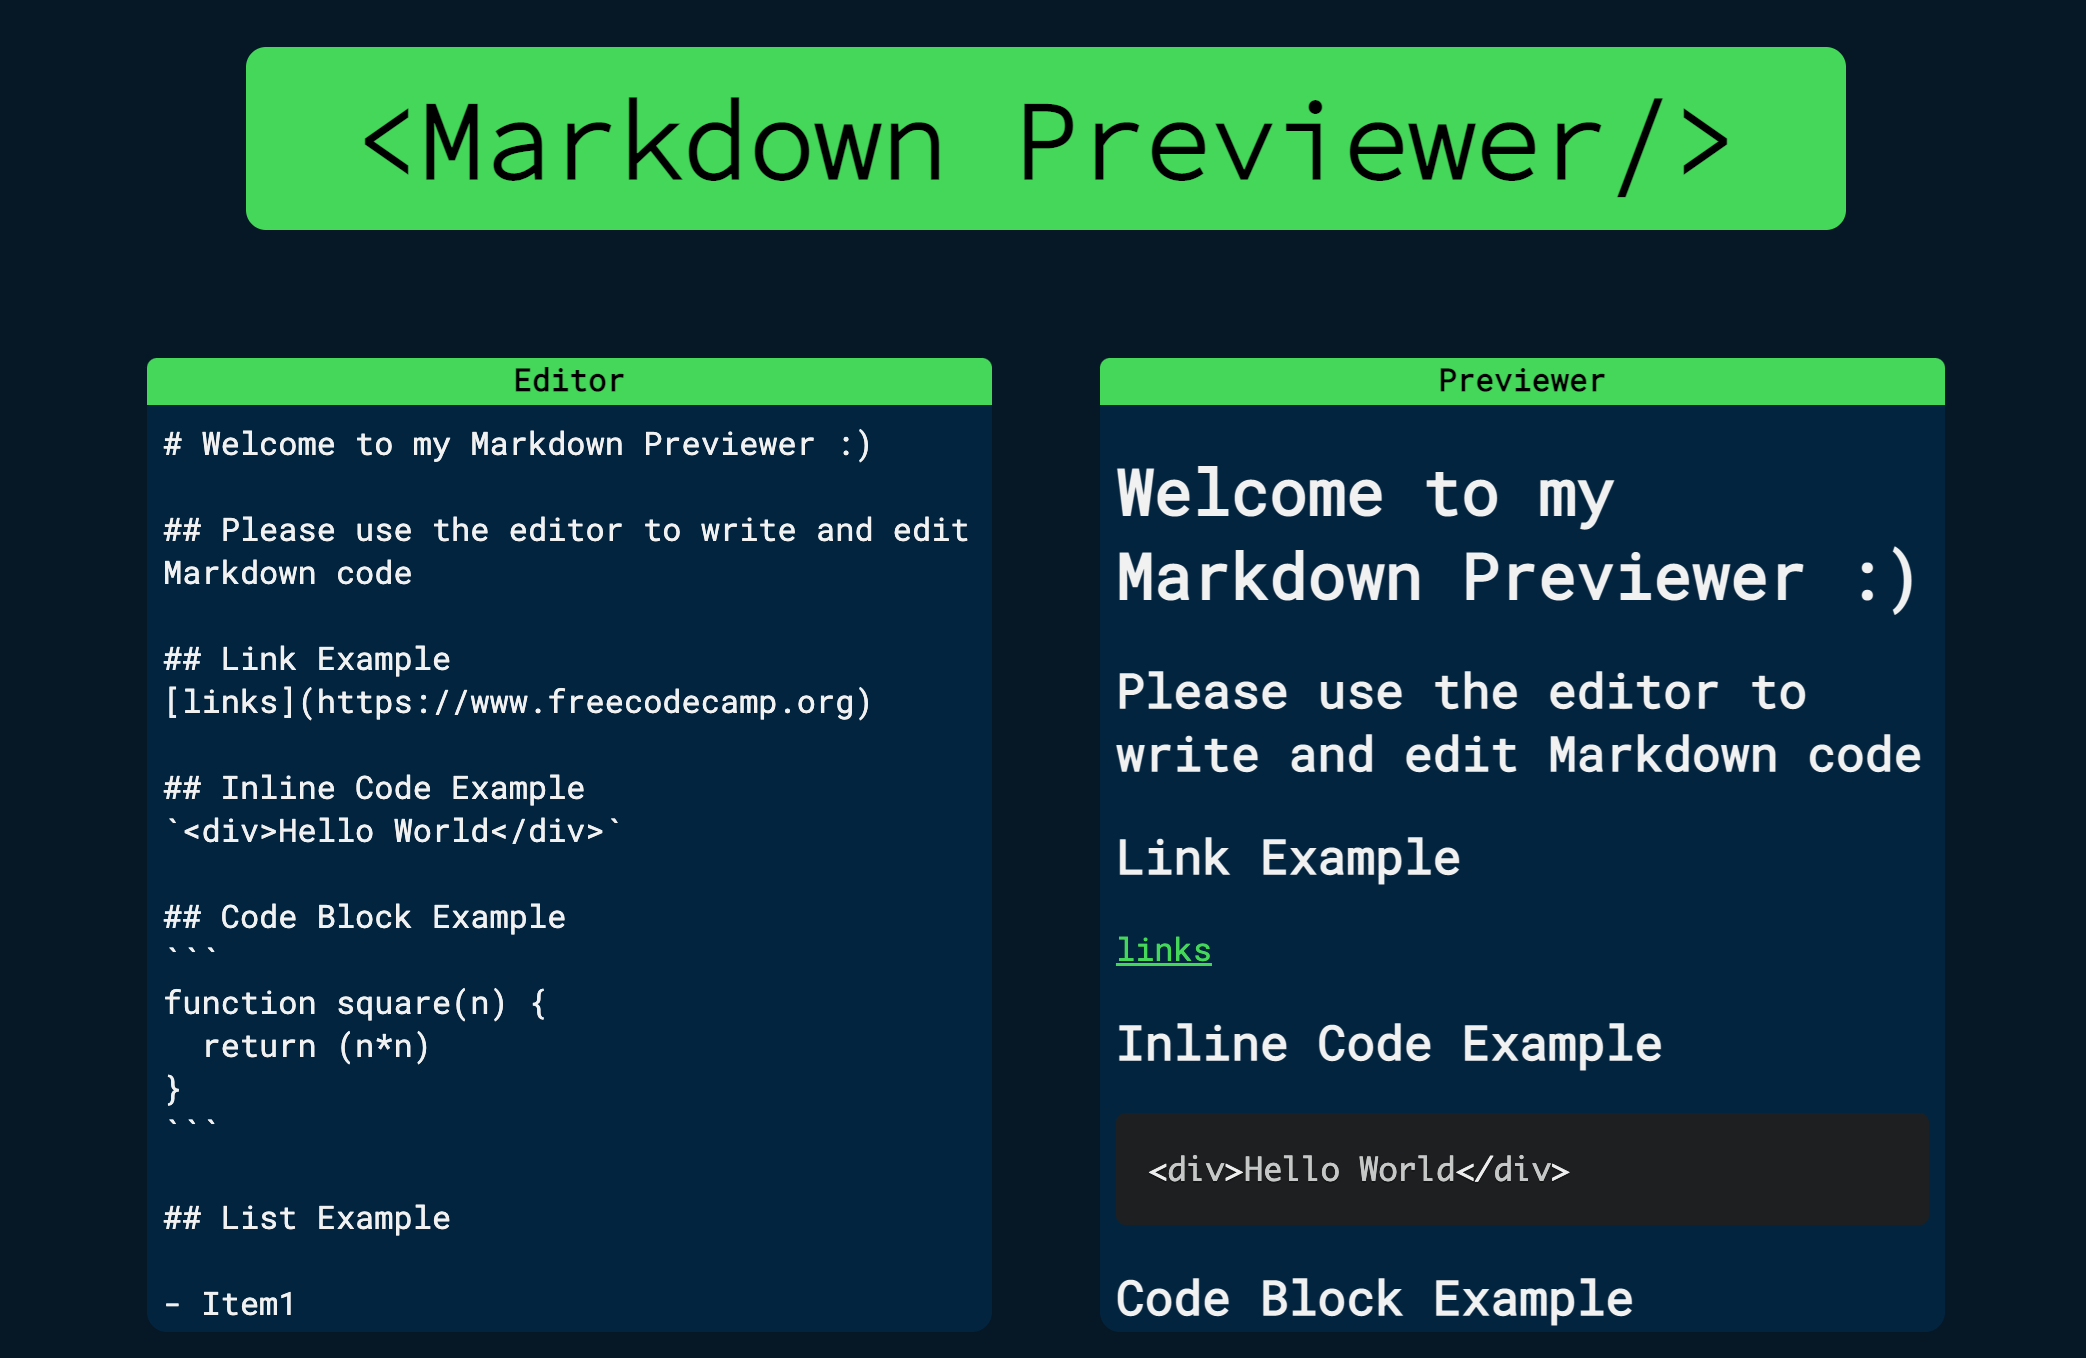 <Markdown Previewer/>
Editor
# Welcome to my Markdown Previewer :)
## Please use the editor to write and edit
Markdown code
## Link Example
[links](https://www.freecodecamp.org)
## Inline Code Example
`<div>Hello World</div>`
## Code Block Example
```
function square(n) {
  return (n*n)
}
```
## List Example
- Item1
Previewer
Welcome to my
Markdown Previewer :)
Please use the editor to
write and edit Markdown code
Link Example
links
Inline Code Example
<div>Hello World</div>
Code Block Example